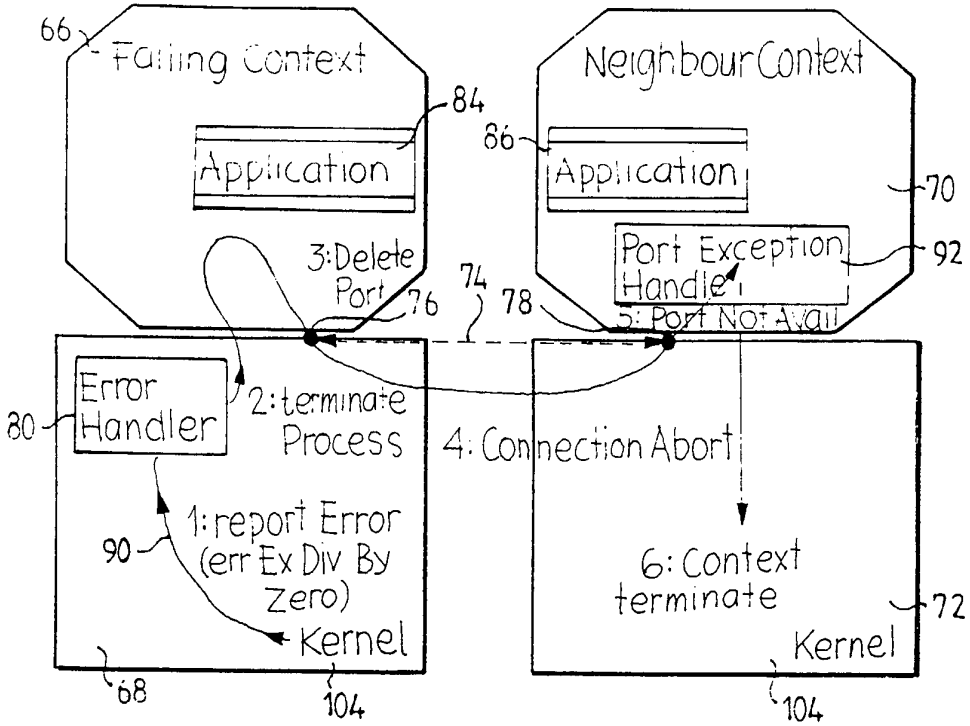 66
Failing Context
84
Application
3:Delete
Port
76
74
Neighbour Context
86
Application
70
Port Exception
Handler
92
78
5: Port Not Avail
80
Error
Handler
2:terminate
Process
4: Connection Abort
90
1:report Error
(err Ex Div By
Zero)
Kernel
68
104
6: Context
terminate
72
Kernel
104